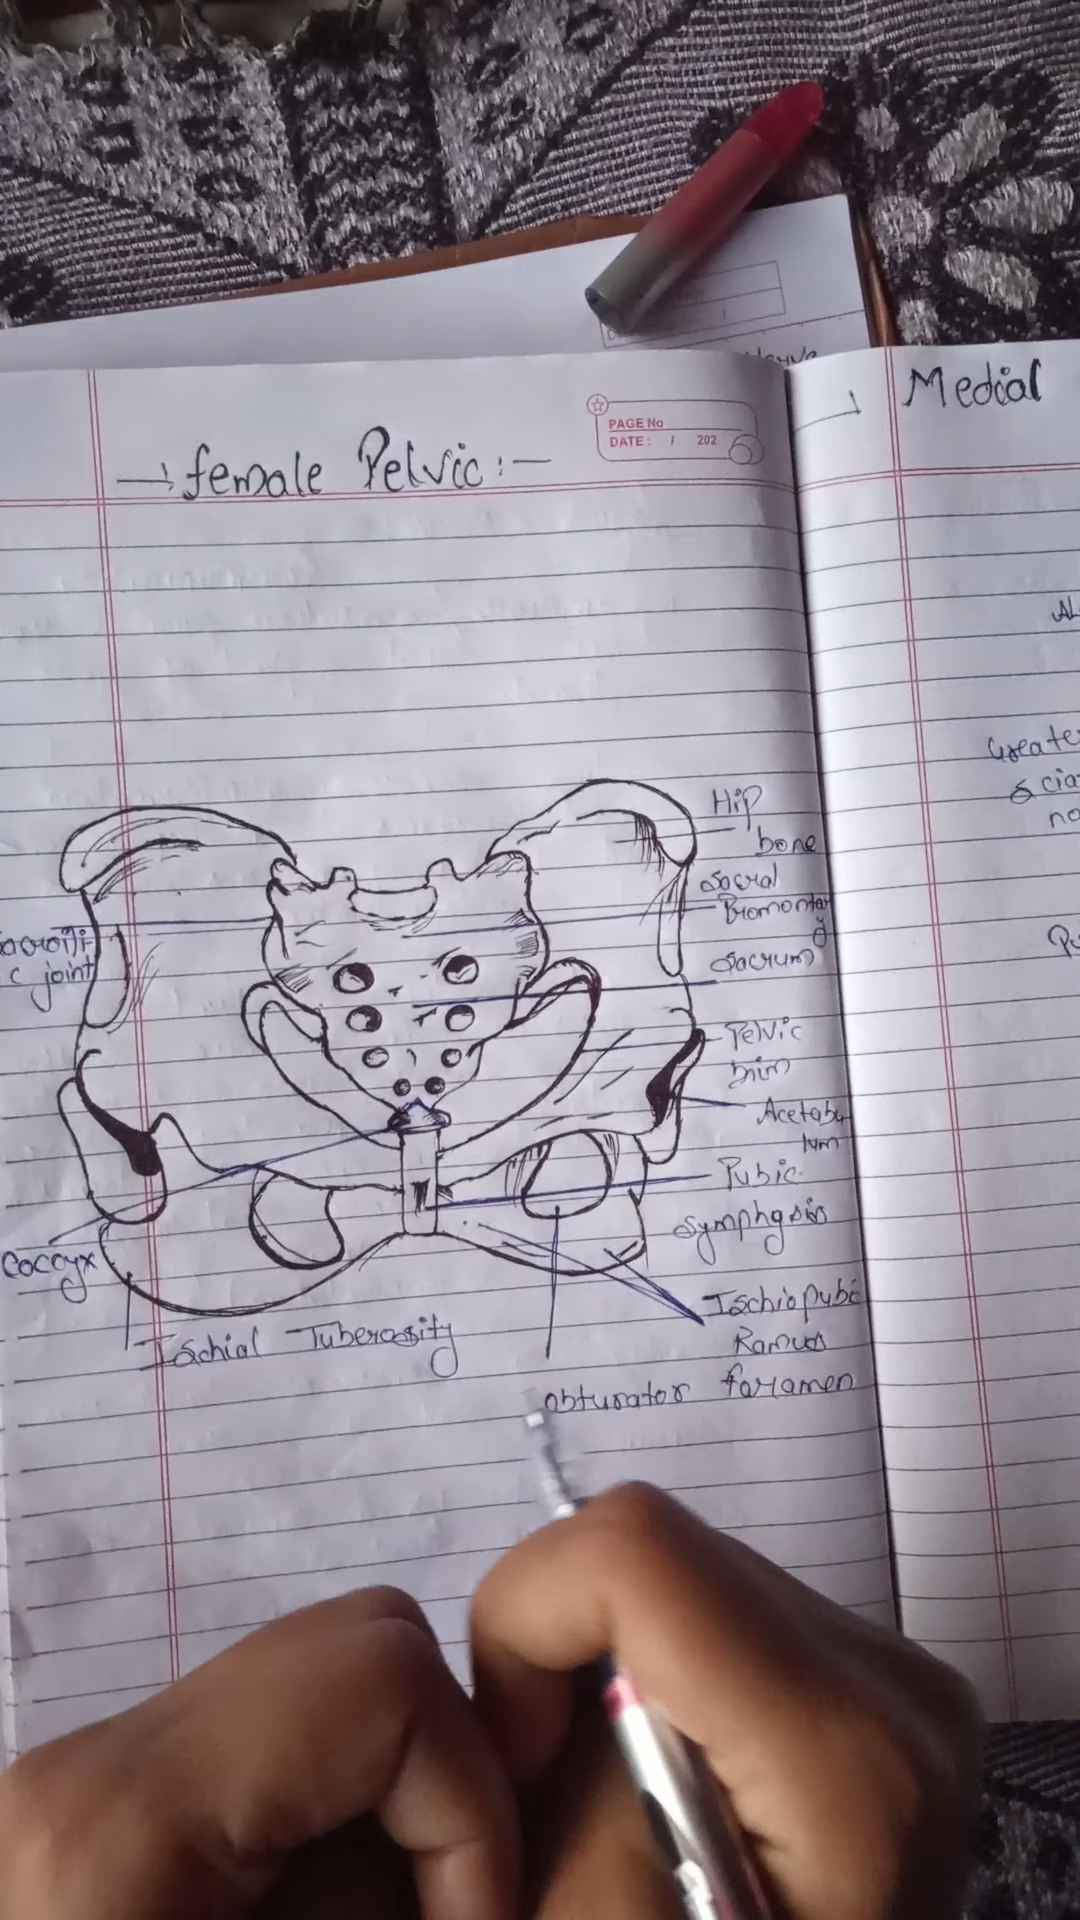 → female Pelvic :-
PAGE No
DATE : / 202
Medial
Hip
bone
Sacral
Promontary
Sacrum
c joint
Pelvic
brim
Acetabu
lum
Pubic
Symphysis
Coccyx
Ischial Tuberosity
Ischiopubic
Ramus
obturator foramen